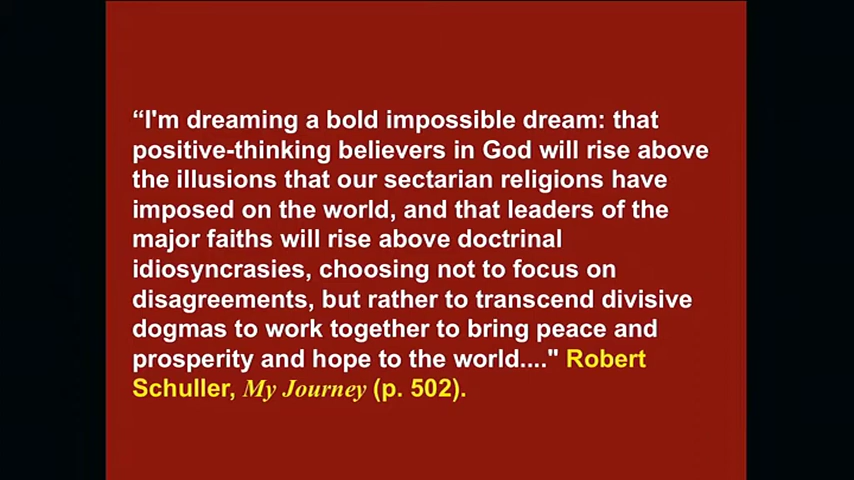 “I'm dreaming a bold impossible dream: that
positive-thinking believers in God will rise above
the illusions that our sectarian religions have
imposed on the world, and that leaders of the
major faiths will rise above doctrinal
idiosyncrasies, choosing not to focus on
disagreements, but rather to transcend divisive
dogmas to work together to bring peace and
prosperity and hope to the world...." Robert
Schuller, My Journey (p. 502).